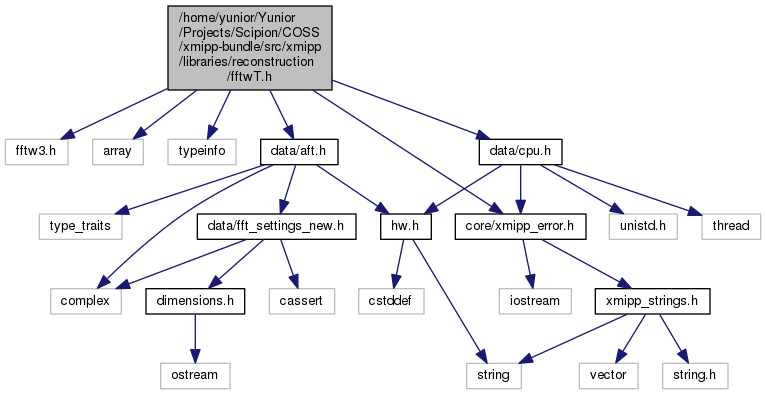 /home/yunior/Yunior
/Projects/Scipion/COSS
/xmipp-bundle/src/xmipp
/libraries/reconstruction
/fftwT.h
fftw3.h
array
typeinfo
data/aft.h
data/cpu.h
type_traits
data/fft_settings_new.h
hw.h
core/xmipp_error.h
unistd.h
thread
complex
dimensions.h
cassert
cstddef
iostream
xmipp_strings.h
ostream
string
vector
string.h